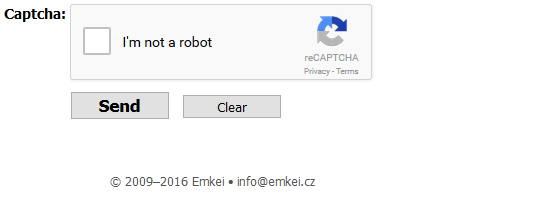 Captcha:
I'm not a robot
reCAPTCHA
Privacy - Terms
Send
Clear
© 2009–2016 Emkei • info@emkei.cz